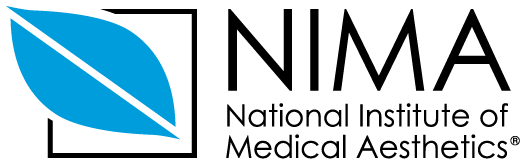 NIMA
National Institute of
Medical Aesthetics®